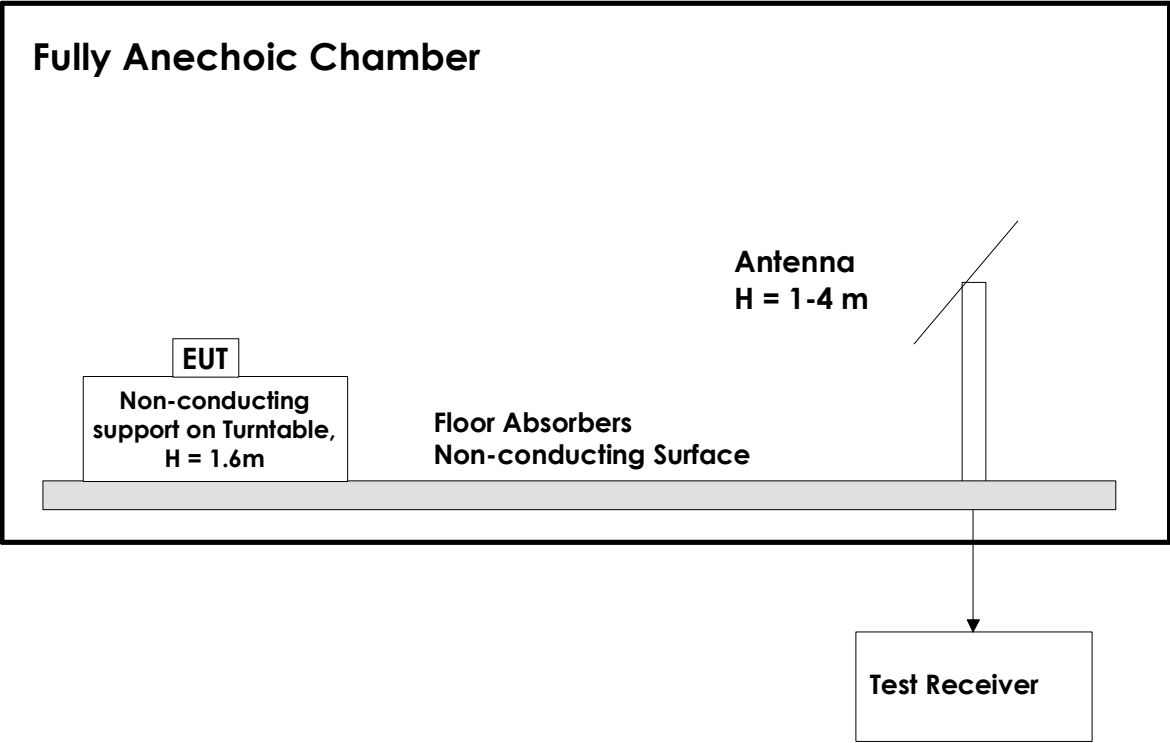 Fully Anechoic Chamber
Antenna
H = 1-4 m
EUT
Non-conducting
support on Turntable,
H = 1.6m
Floor Absorbers
Non-conducting Surface
Test Receiver